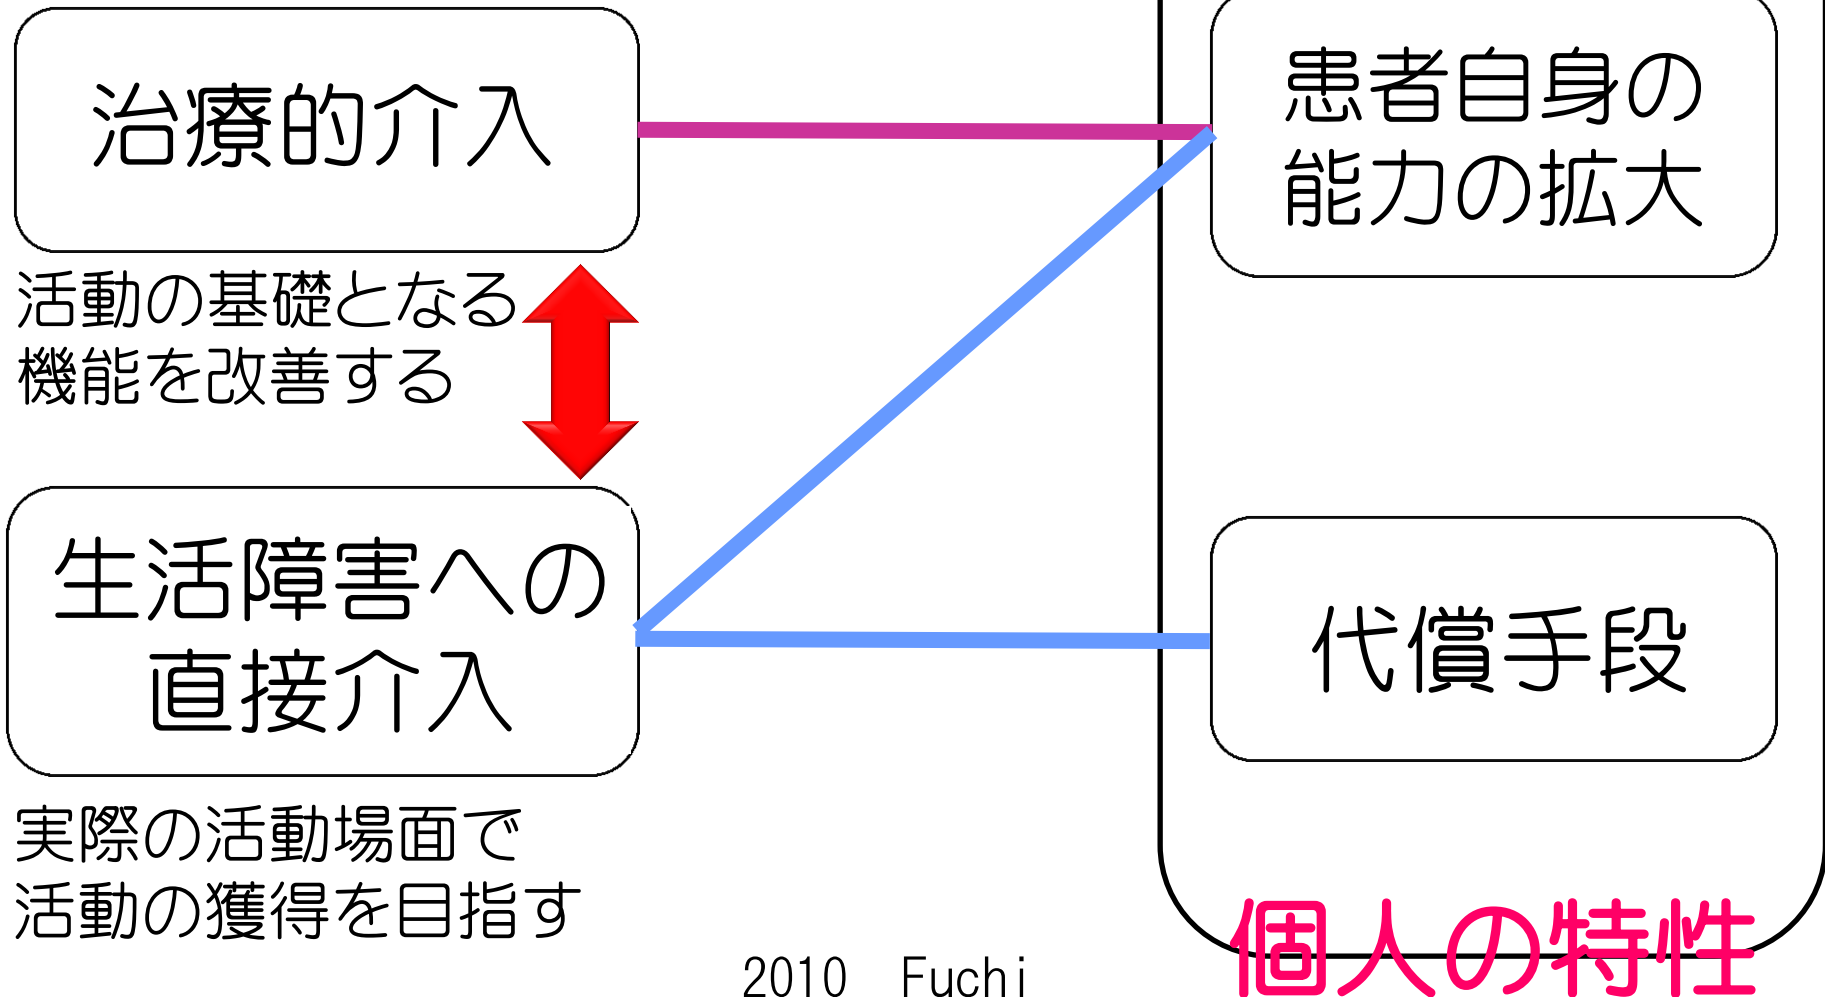 治療的介入
活動の基礎となる
機能を改善する
生活障害への
直接介入
実際の活動場面で
活動の獲得を目指す
患者自身の
能力の拡大
代償手段
個人の特性
2010　Fuchi